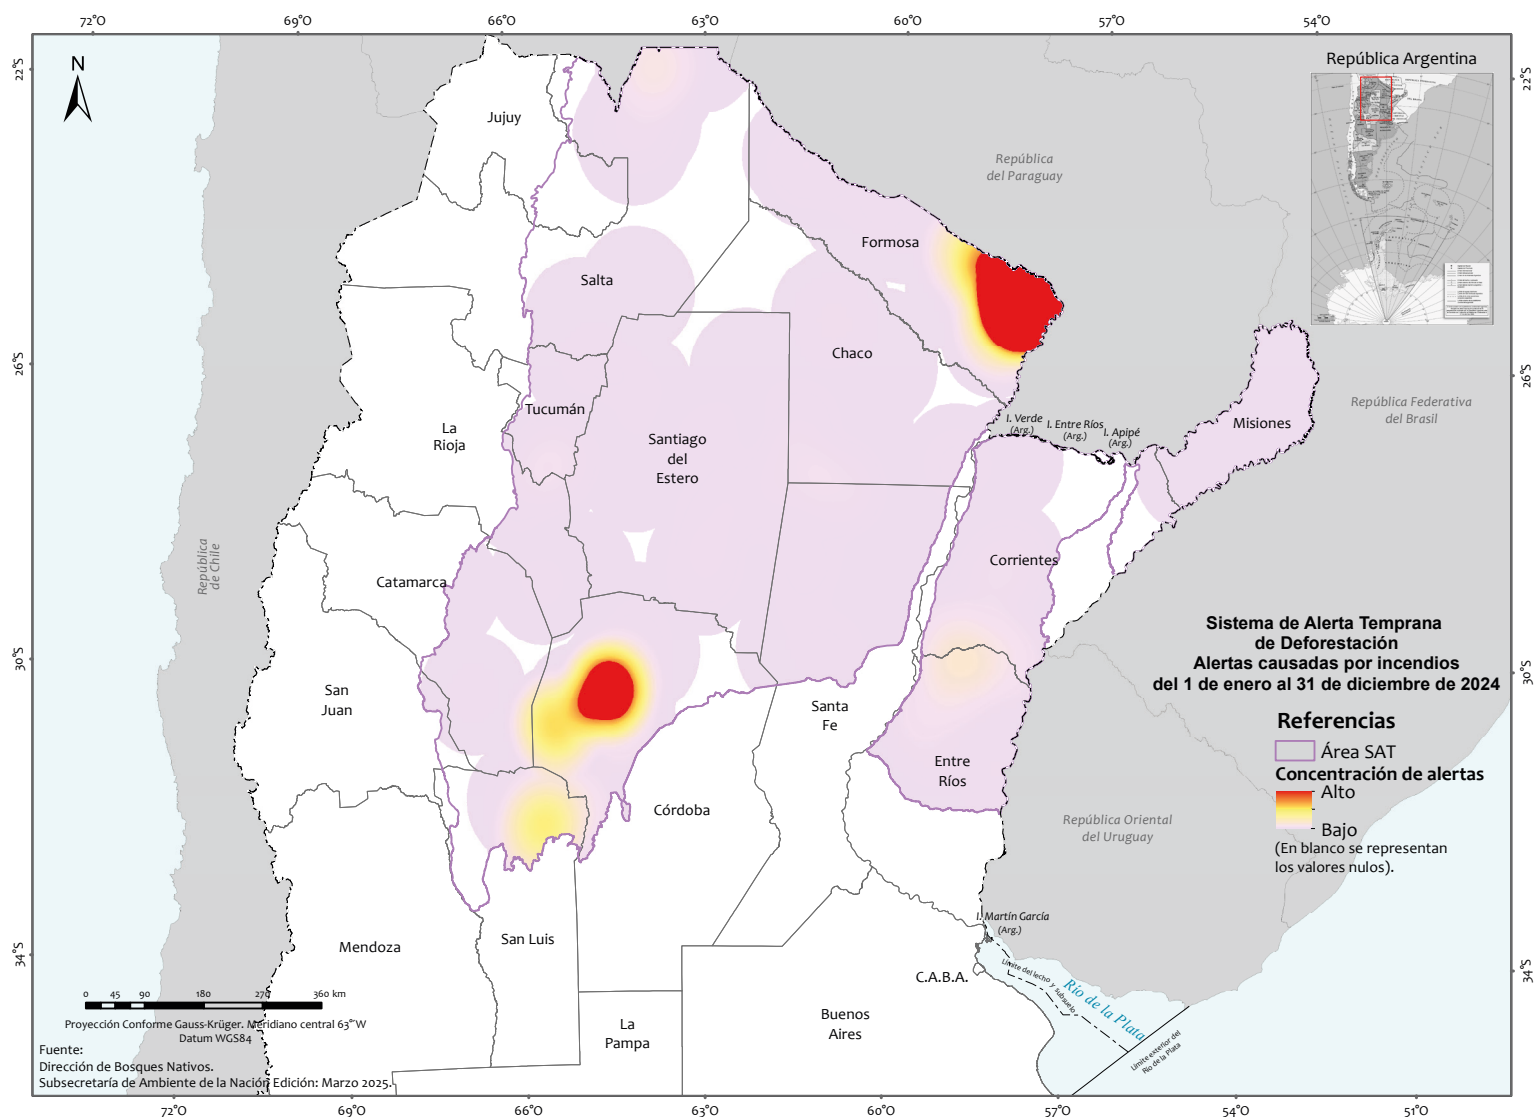 72°O
69°O
66°O
63°O
60°O
57°O
54°O
22°S
22°S
26°S
26°S
30°S
30°S
34°S
34°S
N
República Argentina
Jujuy
República
del Paraguay
Formosa
Salta
Chaco
La
Rioja
Tucumán
Santiago
del
Estero
I. Verde
(Arg.)
I. Entre Ríos
(Arg.)
I. Apipé
(Arg.)
Misiones
República Federativa
del Brasil
República
de Chile
Catamarca
Corrientes
San
Juan
Santa
Fe
Entre
Ríos
Córdoba
República Oriental
del Uruguay
Sistema de Alerta Temprana
de Deforestación
Alertas causadas por incendios
del 1 de enero al 31 de diciembre de 2024
Referencias
Área SAT
Concentración de alertas
Alto
Bajo
(En blanco se representan
los valores nulos).
Mendoza
San Luis
I. Martín García
(Arg.)
C.A.B.A.
Límite del lecho y subsuelo
Río de la Plata
Límite exterior del
Río de la Plata
La
Pampa
Buenos
Aires
0 45 90 180 270 360 km
Proyección Conforme Gauss-Krüger. Meridiano central 63°W
Datum WGS84
Fuente:
Dirección de Bosques Nativos.
Subsecretaría de Ambiente de la Nación Edición: Marzo 2025.
72°O
69°O
66°O
63°O
60°O
57°O
54°O
51°O